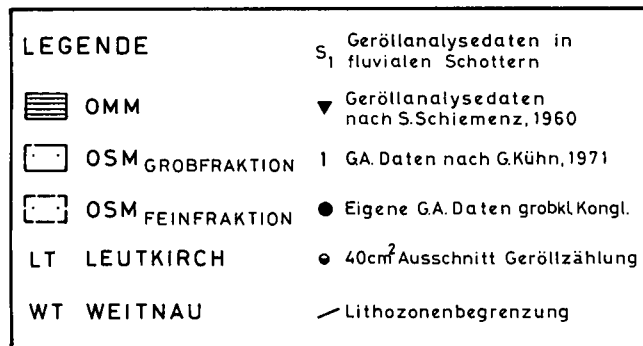 LEGENDE
OMM
OSM GROBFRAKTION
OSM FEINFRAKTION
LT LEUTKIRCH
WT WEITNAU
S1 Geröllanalysedaten in
fluvialen Schottern
Geröllanalysedaten
nach S.Schiemenz, 1960
1 G.A. Daten nach G.Kühn, 1971
Eigene G.A. Daten grobkl. Kongl.
40cm² Ausschnitt Geröllzählung
Lithozonenbegrenzung